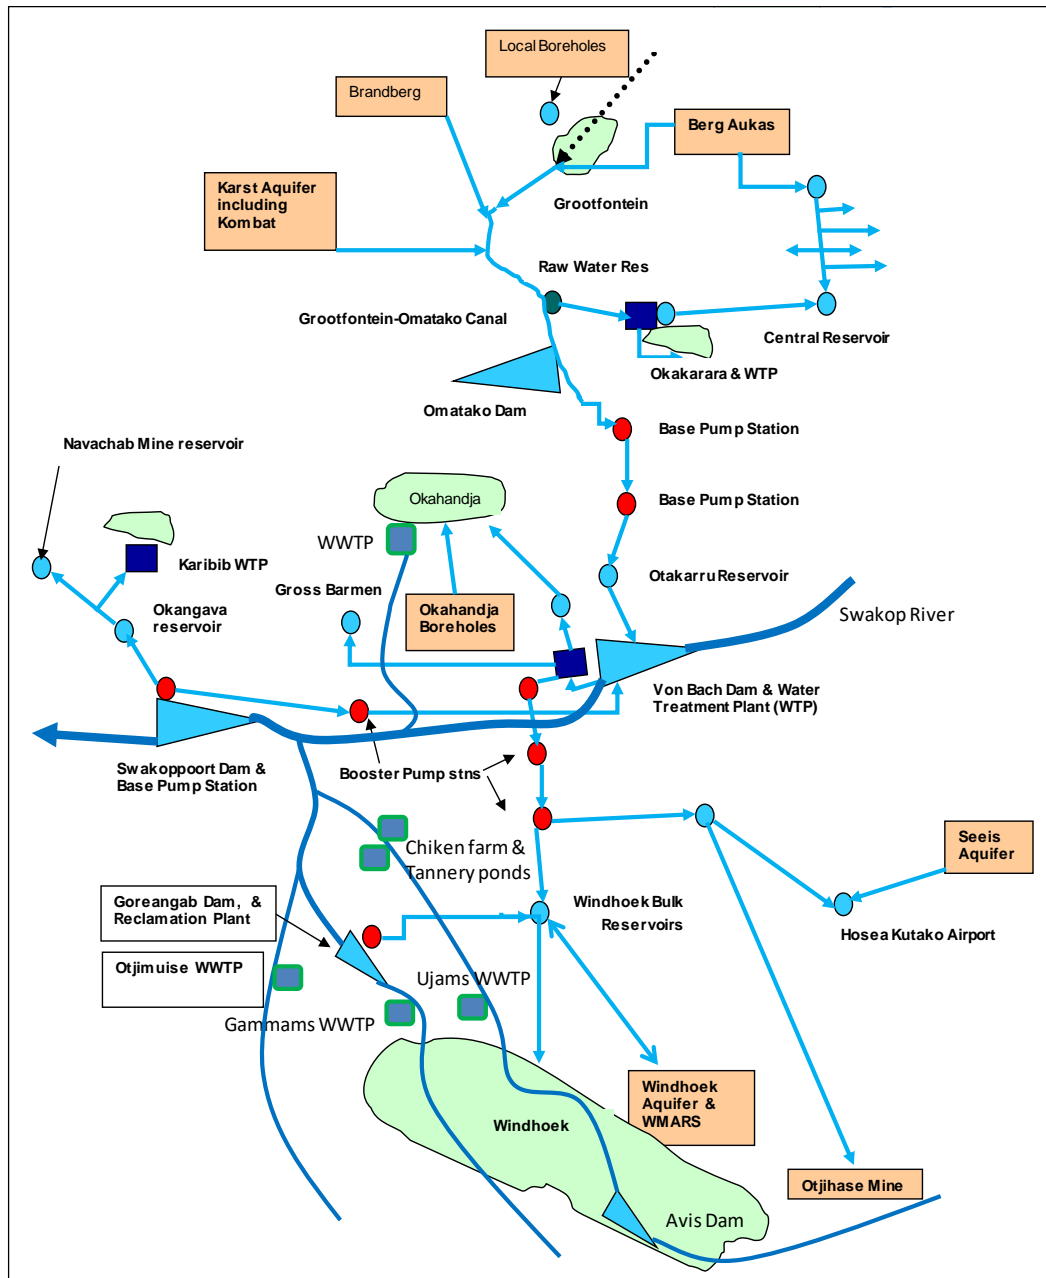 Local Boreholes
Brandberg
Berg Aukas
Karst Aquifer
including
Kombat
Grootfontein
Raw Water Res
Grootfontein-Omatako Canal
Central Reservoir
Okakarara & WTP
Omatako Dam
Base Pump Station
Navachab Mine reservoir
Okahandja
Base Pump Station
WWTP
Karibib WTP
Otakarru Reservoir
Gross Barmen
Okangava
reservoir
Okahandja
Boreholes
Swakop River
Von Bach Dam & Water
Treatment Plant (WTP)
Swakoppoort Dam &
Base Pump Station
Booster Pump stns
Chiken farm &
Tannery ponds
Seeis
Aquifer
Goreangab Dam, &
Reclamation Plant
Windhoek Bulk
Reservoirs
Hosea Kutako Airport
Otjimuise WWTP
Ujams WWTP
Gammams WWTP
Windhoek
Aquifer &
WMARS
Windhoek
Otjihase Mine
Avis Dam